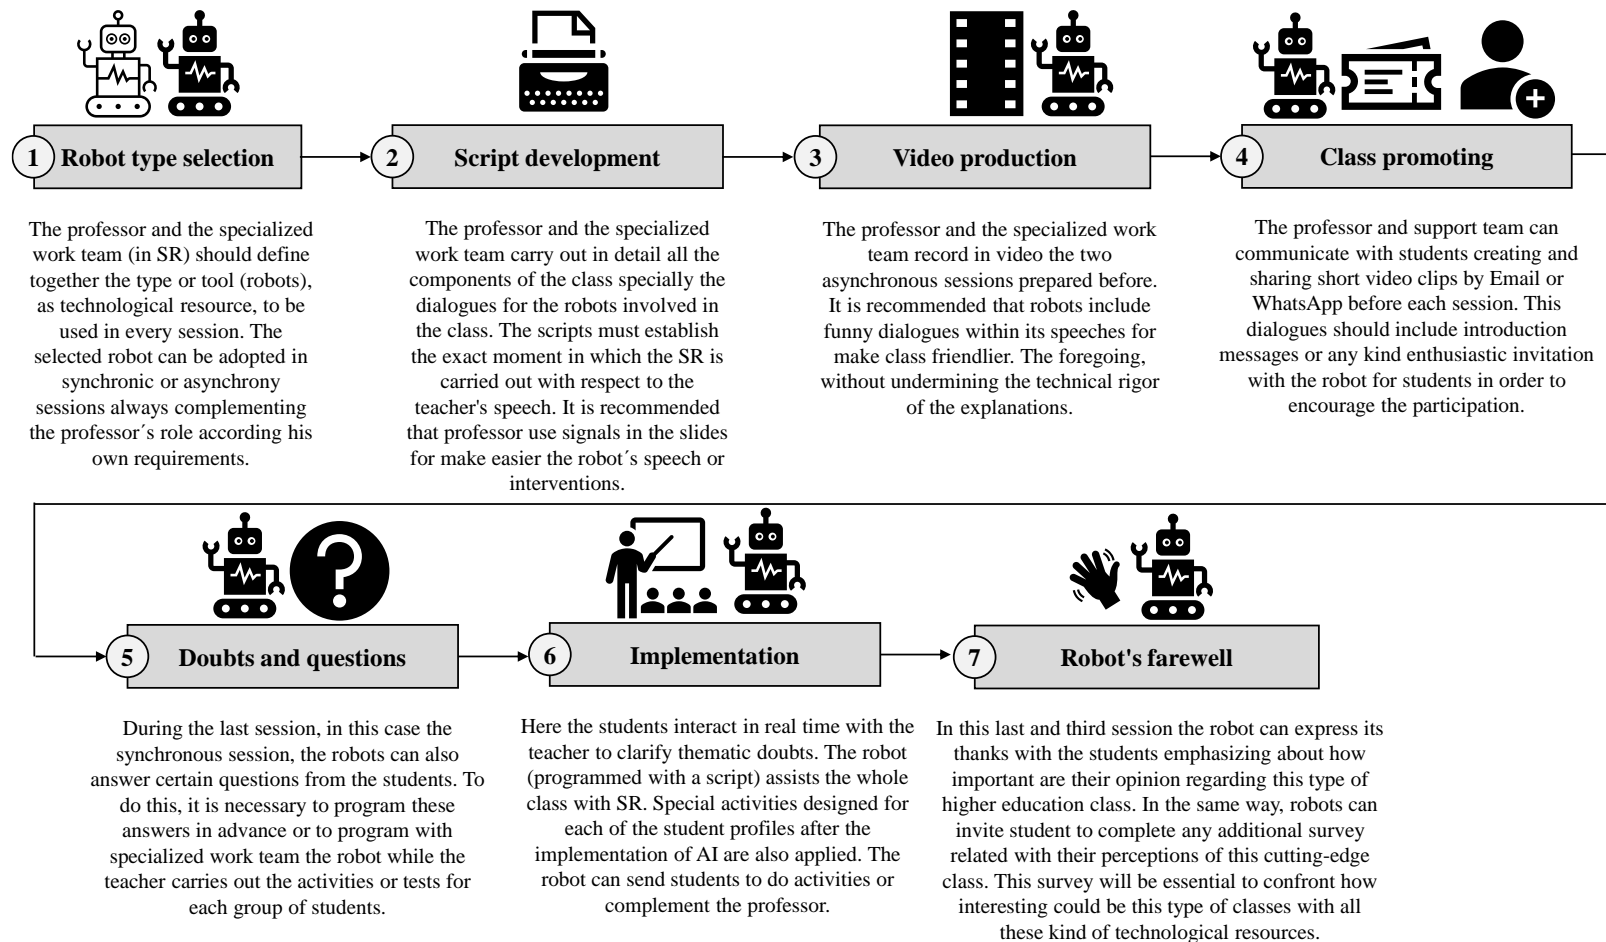 1 Robot type selection
The professor and the specialized
work team (in SR) should define
together the type or tool (robots),
as technological resource, to be
used in every session. The
selected robot can be adopted in
synchronic or asynchrony
sessions always complementing
the professor´s role according his
own requirements.
2 Script development
The professor and the specialized
work team carry out in detail all the
components of the class specially the
dialogues for the robots involved in
the class. The scripts must establish
the exact moment in which the SR is
carried out with respect to the
teacher's speech. It is recommended
that professor use signals in the slides
for make easier the robot´s speech or
interventions.
3 Video production
The professor and the specialized work
team record in video the two
asynchronous sessions prepared before.
It is recommended that robots include
funny dialogues within its speeches for
make class friendlier. The foregoing,
without undermining the technical rigor
of the explanations.
4 Class promoting
The professor and support team can
communicate with students creating and
sharing short video clips by Email or
WhatsApp before each session. This
dialogues should include introduction
messages or any kind enthusiastic invitation
with the robot for students in order to
encourage the participation.
5 Doubts and questions
During the last session, in this case the
synchronous session, the robots can also
answer certain questions from the students. To
do this, it is necessary to program these
answers in advance or to program with
specialized work team the robot while the
teacher carries out the activities or tests for
each group of students.
6 Implementation
Here the students interact in real time with the
teacher to clarify thematic doubts. The robot
(programmed with a script) assists the whole
class with SR. Special activities designed for
each of the student profiles after the
implementation of AI are also applied. The
robot can send students to do activities or
complement the professor.
7 Robot's farewell
In this last and third session the robot can express its
thanks with the students emphasizing about how
important are their opinion regarding this type of
higher education class. In the same way, robots can
invite student to complete any additional survey
related with their perceptions of this cutting-edge
class. This survey will be essential to confront how
interesting could be this type of classes with all
these kind of technological resources.